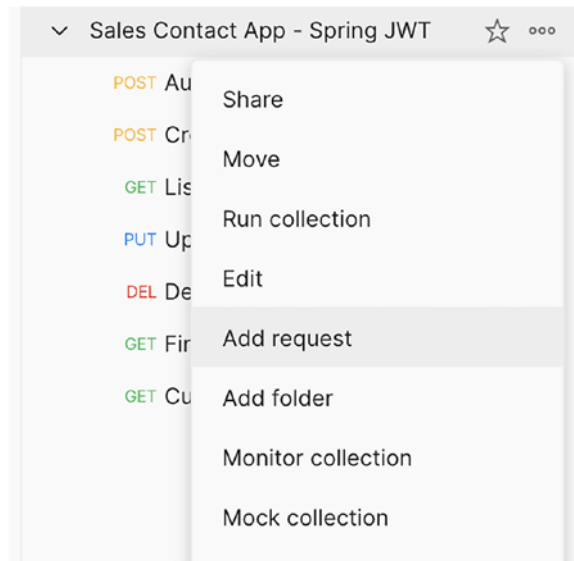 Sales Contact App - Spring JWT
POST Au
POST Cr
GET Lis
PUT Up
DEL De
GET Fir
GET Cu
Share
Move
Run collection
Edit
Add request
Add folder
Monitor collection
Mock collection